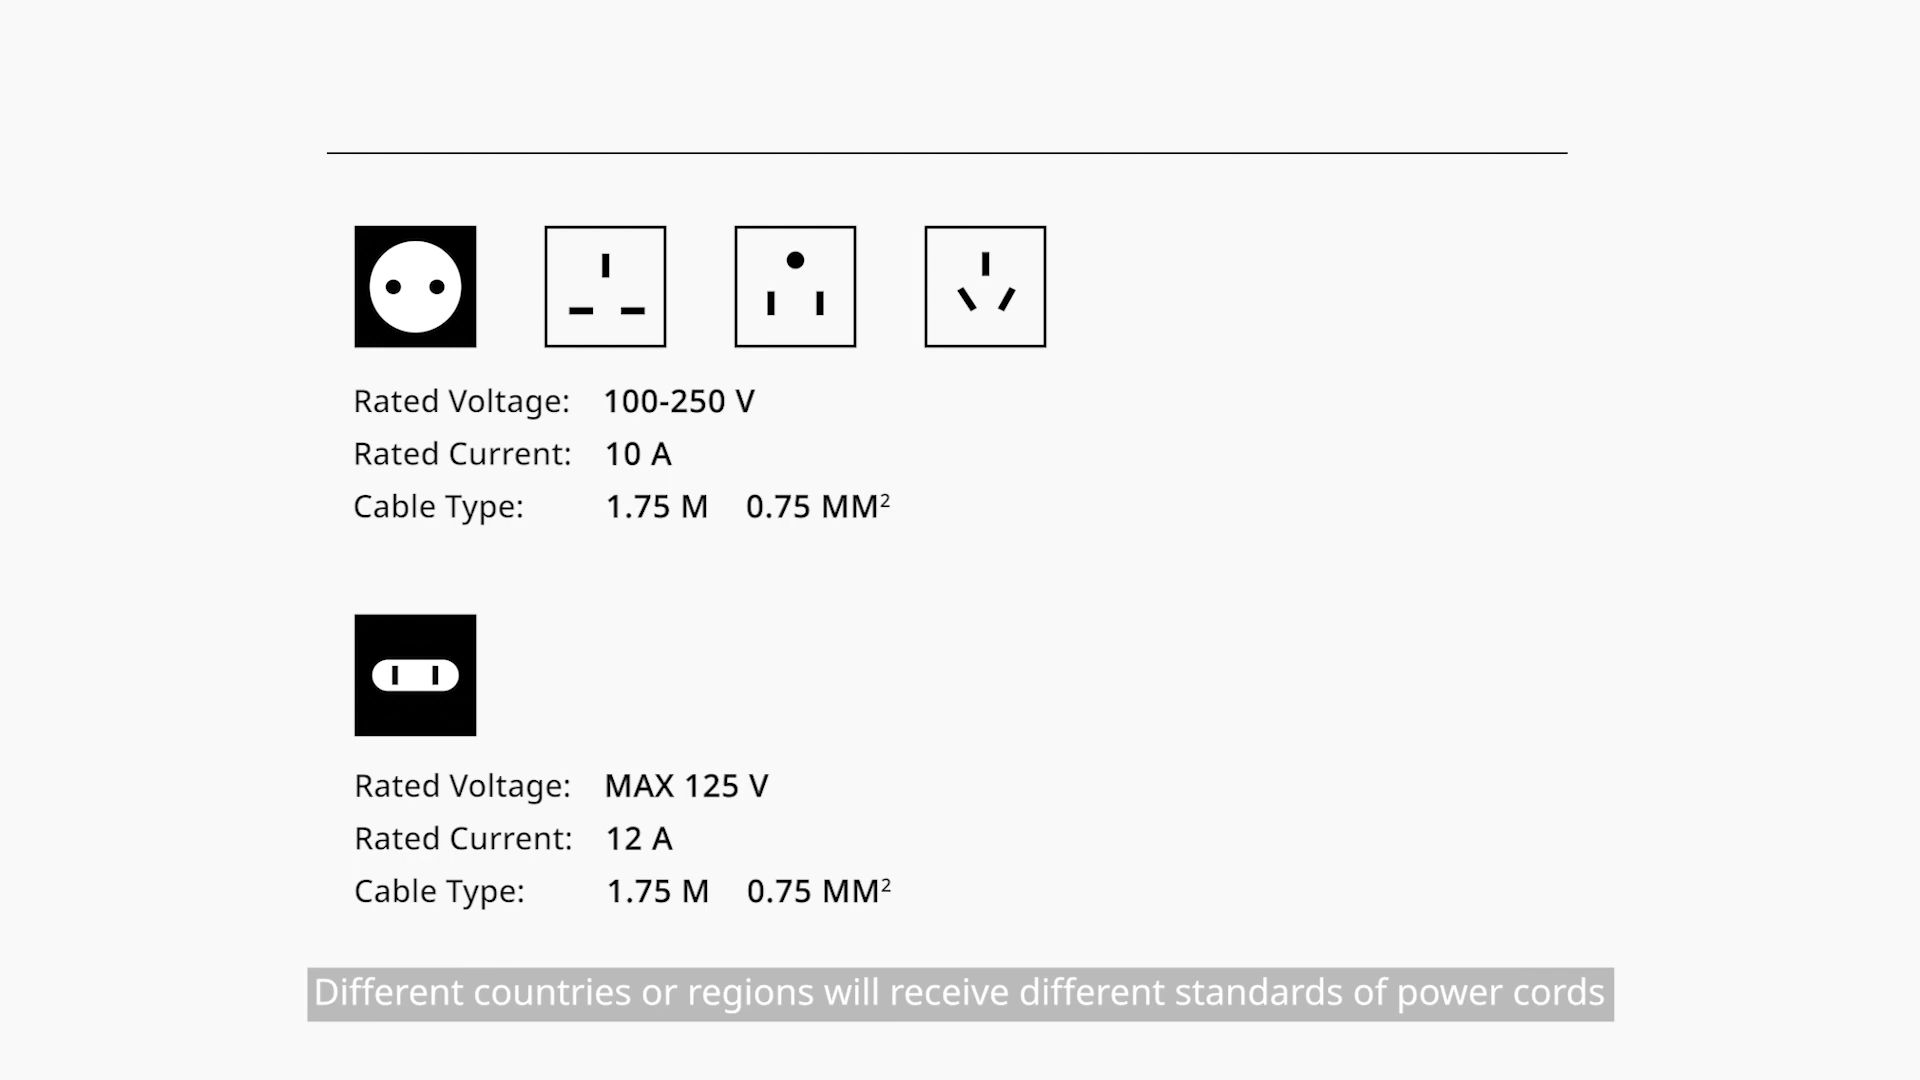 Rated Voltage: 100-250 V
Rated Current: 10 A
Cable Type: 1.75 M 0.75 MM²
Rated Voltage: MAX 125 V
Rated Current: 12 A
Cable Type: 1.75 M 0.75 MM²
Different countries or regions will receive different standards of power cords